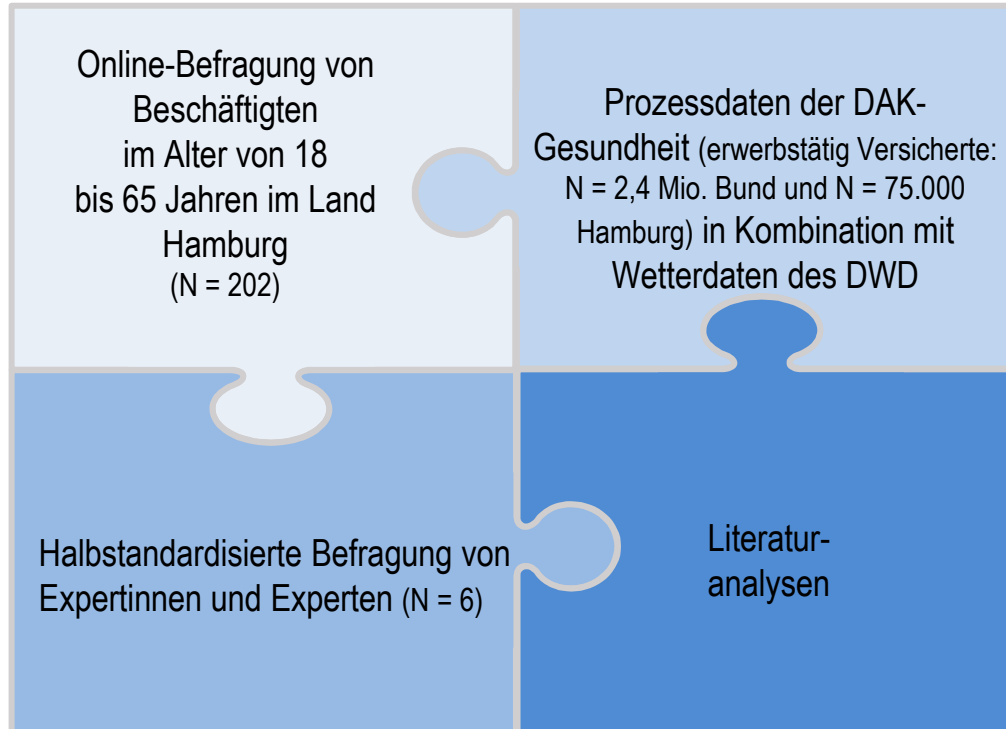 Online-Befragung von
Beschäftigten
im Alter von 18
bis 65 Jahren im Land
Hamburg
(N = 202)
Prozessdaten der DAK-
Gesundheit (erwerbstätig Versicherte:
N = 2,4 Mio. Bund und N = 75.000
Hamburg) in Kombination mit
Wetterdaten des DWD
Halbstandardisierte Befragung von
Expertinnen und Experten (N = 6)
Literatur-
analysen